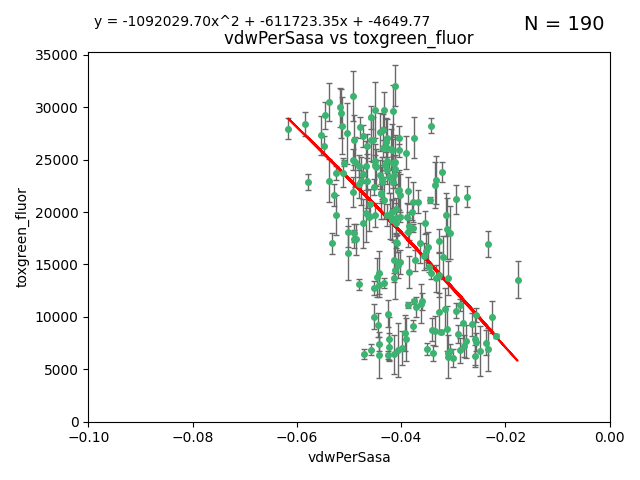 y = -1092029.70x^2 + -611723.35x + -4649.77
N = 190
vdwPerSasa vs toxgreen_fluor
35000
30000
25000
20000
15000
10000
5000
0
toxgreen_fluor
−0.10
−0.08
−0.06
−0.04
−0.02
0.00
vdwPerSasa